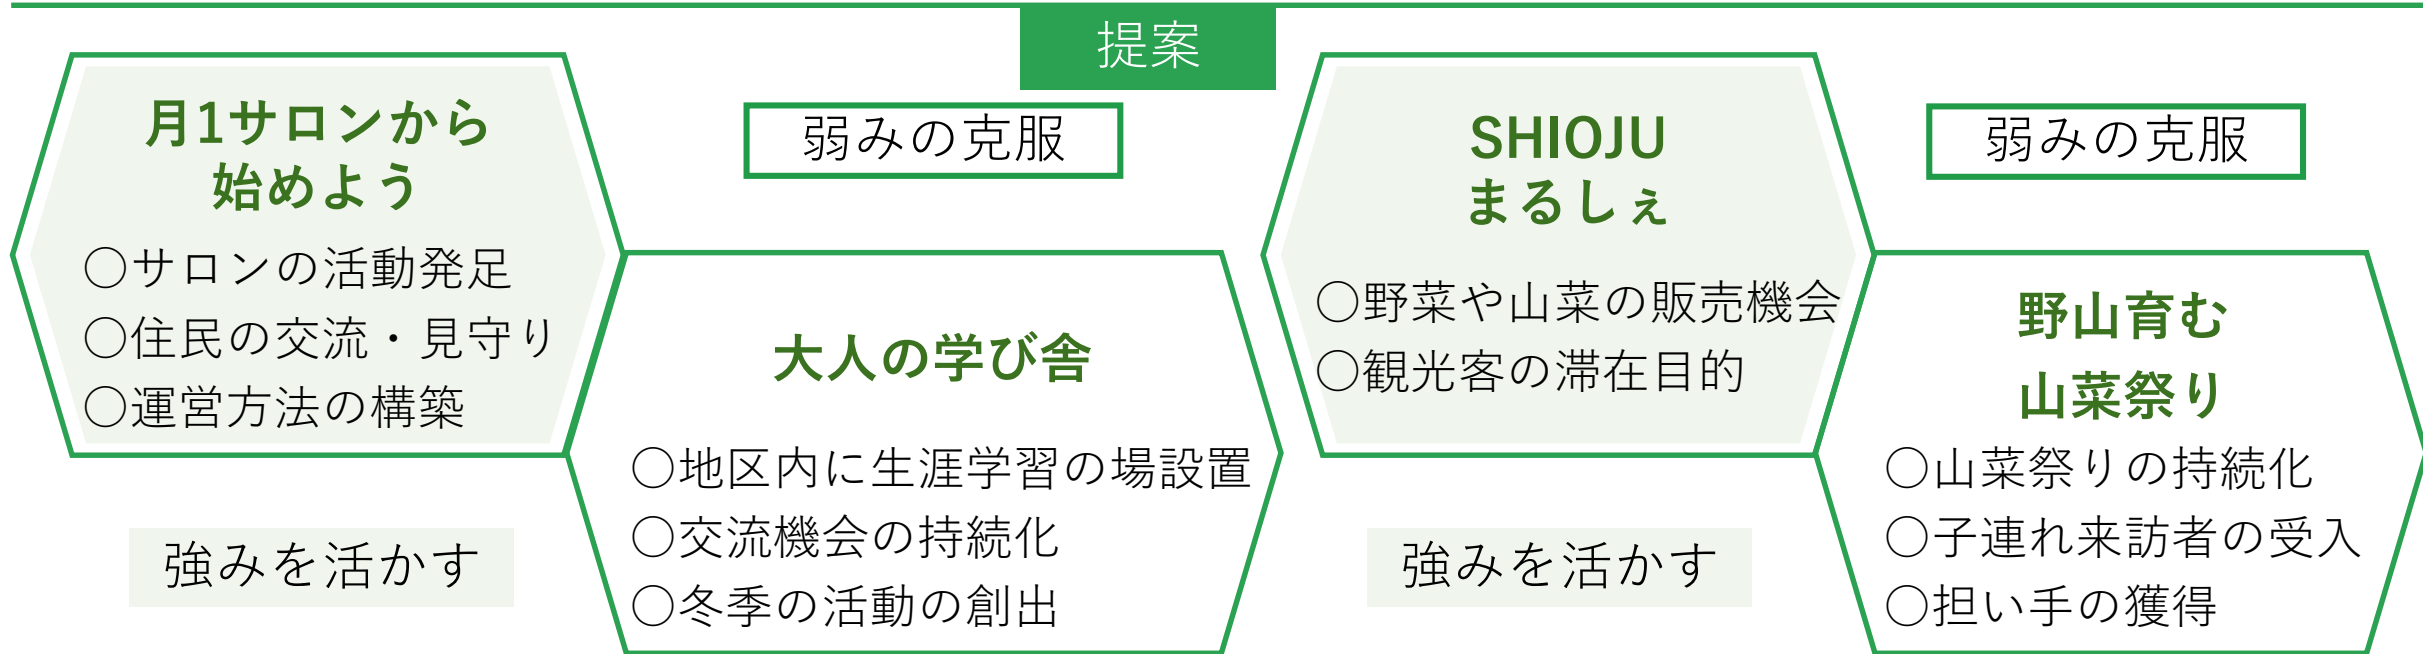 提案
月1サロンから
始めよう
○サロンの活動発足
○住民の交流・見守り
○運営方法の構築
強みを活かす
弱みの克服
大人の学び舎
○地区内に生涯学習の場設置
○交流機会の持続化
○冬季の活動の創出
SHIOJU
まるしぇ
○野菜や山菜の販売機会
○観光客の滞在目的
強みを活かす
弱みの克服
野山育む
山菜祭り
○山菜祭りの持続化
○子連れ来訪者の受入
○担い手の獲得